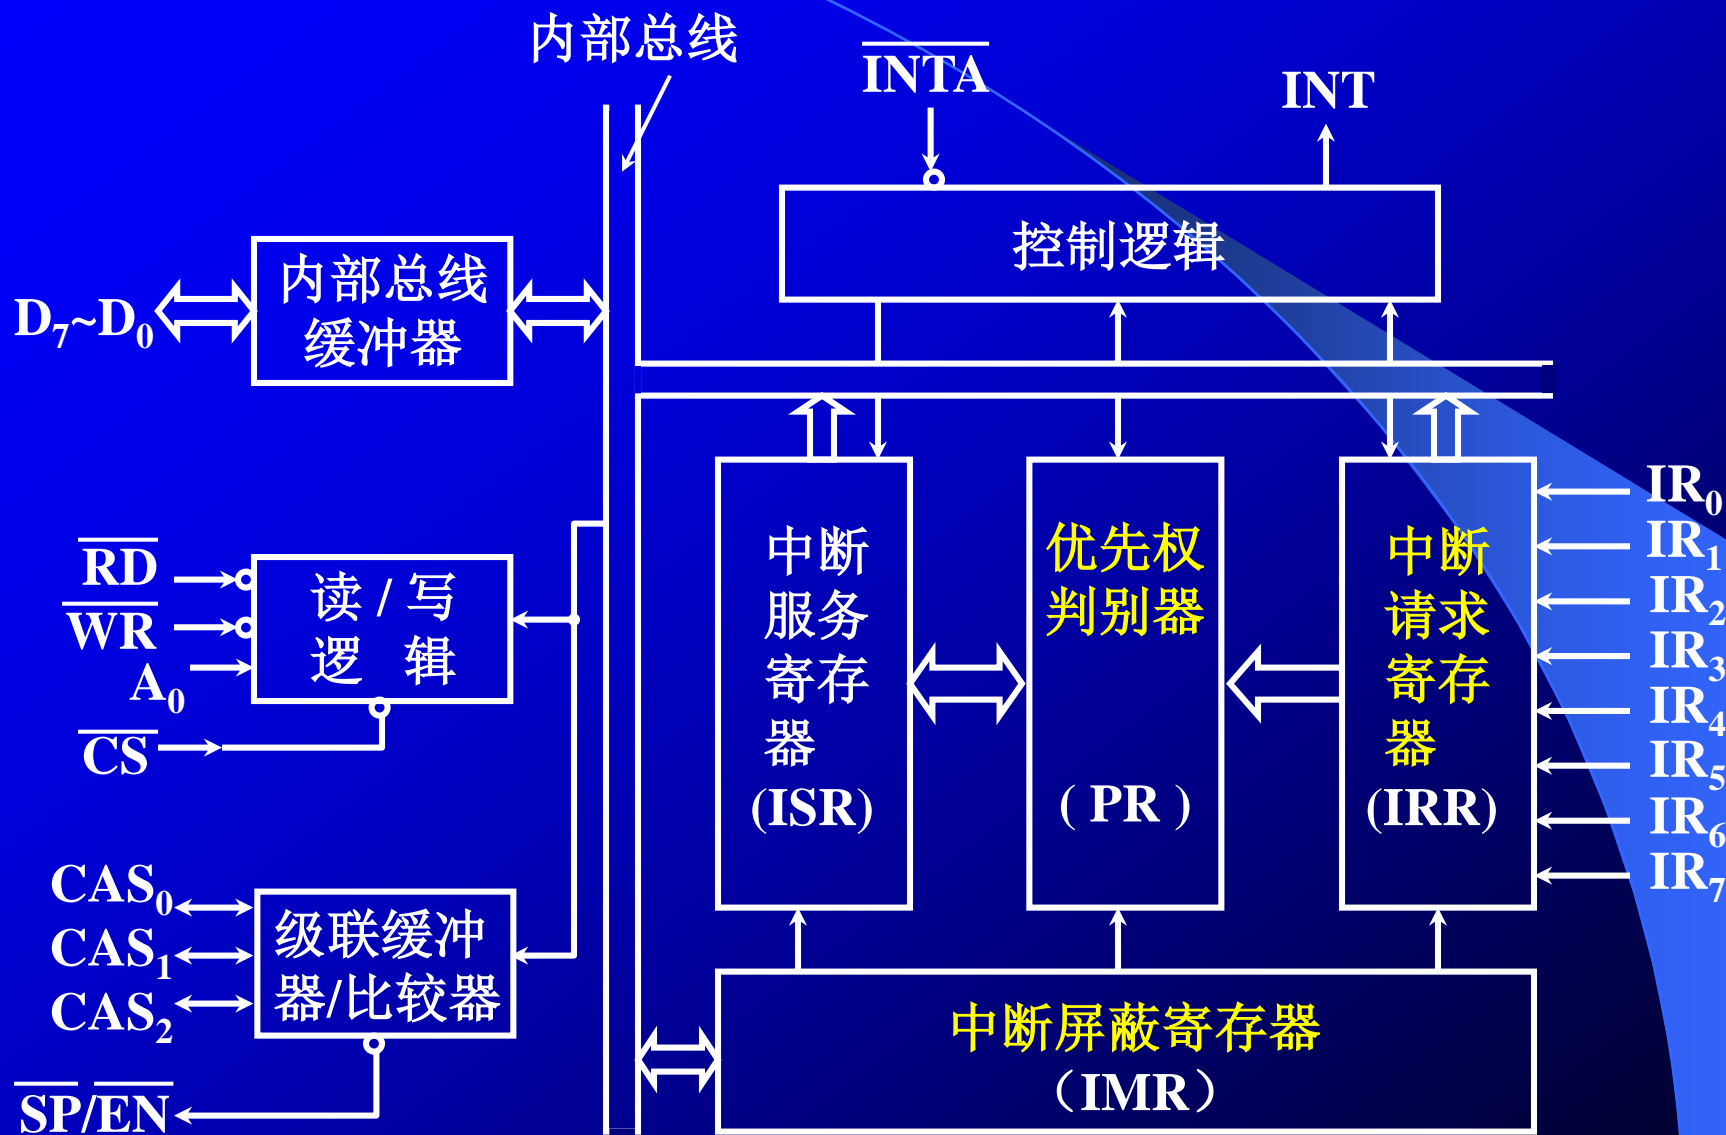 内部总线
INTA
INT
控制逻辑
内部总线
缓冲器
D7~D0
RD
WR
A0
CS
读/写
逻 辑
中断
服务
寄存
器
(ISR)
优先权
判别器
( PR )
中断
请求
寄存
器
(IRR)
IR0
IR1
IR2
IR3
IR4
IR5
IR6
IR7
CAS0
CAS1
CAS2
级联缓冲
器/比较器
SP/EN
中断屏蔽寄存器
（IMR）